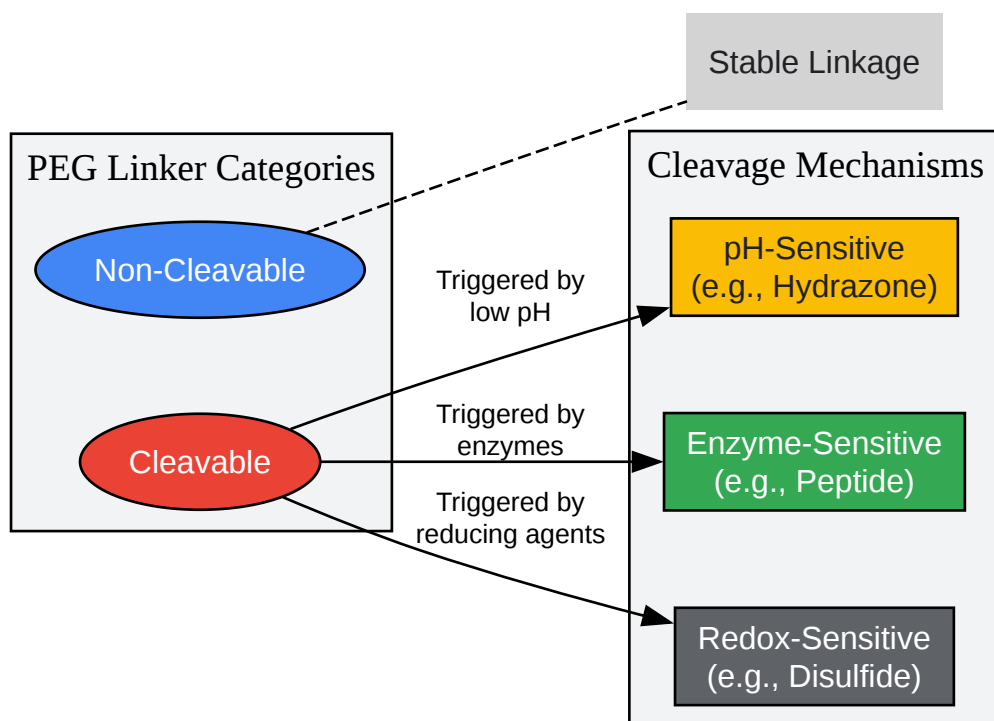 Stable Linkage
PEG Linker Categories
Cleavage Mechanisms
Non-Cleavable
pH-Sensitive
(e.g., Hydrazone)
Triggered by
low pH
Cleavable
Triggered by
enzymes
Enzyme-Sensitive
(e.g., Peptide)
Triggered by
reducing agents
Redox-Sensitive
(e.g., Disulfide)